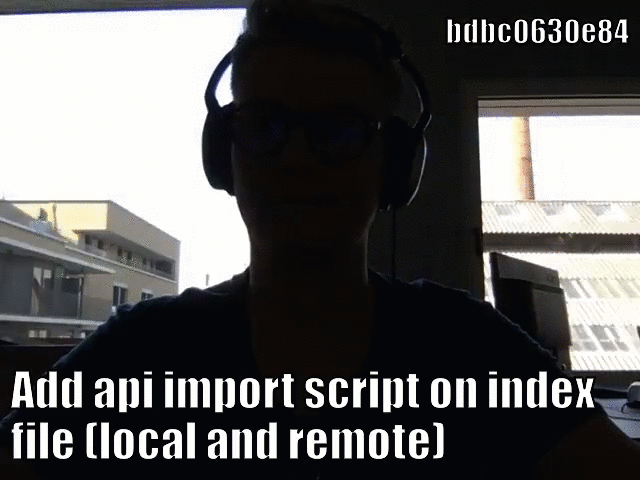 bdbc0630e84
Add api import script on index
file (local and remote)